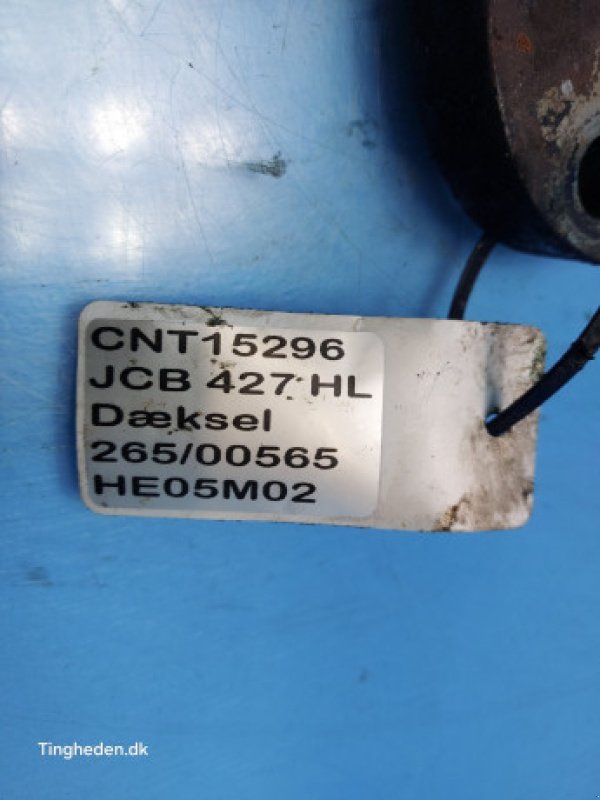 CNT15296
JCB 427 HL
Dæksel
265/00565
HE05M02
Tingheden.dk